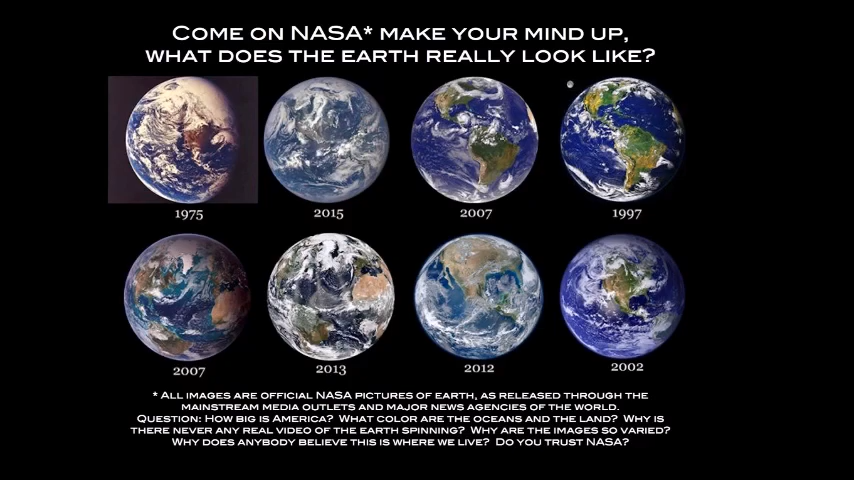 COME ON NASA* MAKE YOUR MIND UP,
WHAT DOES THE EARTH REALLY LOOK LIKE?
1975
2015
2007
1997
2007
2013
2012
2002
* ALL IMAGES ARE OFFICIAL NASA PICTURES OF EARTH, AS RELEASED THROUGH THE
MAINSTREAM MEDIA OUTLETS AND MAJOR NEWS AGENCIES OF THE WORLD.
QUESTION: HOW BIG IS AMERICA? WHAT COLOR ARE THE OCEANS AND THE LAND? WHY IS
THERE NEVER ANY REAL VIDEO OF THE EARTH SPINNING? WHY ARE THE IMAGES SO VARIED?
WHY DOES ANYBODY BELIEVE THIS IS WHERE WE LIVE? DO YOU TRUST NASA?